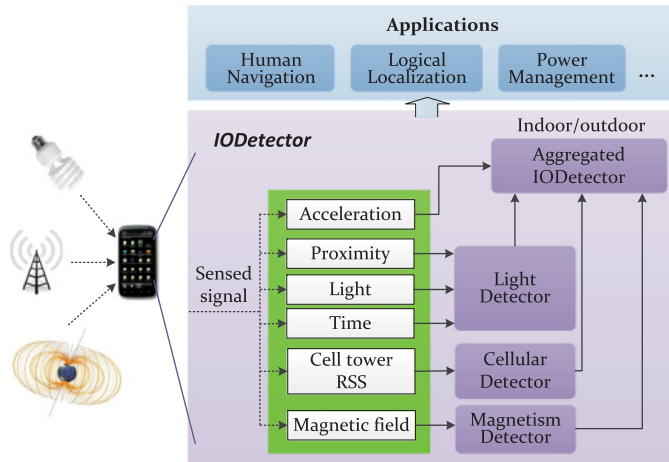 Applications
Human
Navigation
Logical
Localization
Power
Management
...
IODetector
Indoor/outdoor
Aggregated
IODetector
Sensed
signal
Acceleration
Proximity
Light
Time
Light
Detector
Cell tower
RSS
Cellular
Detector
Magnetic field
Magnetism
Detector